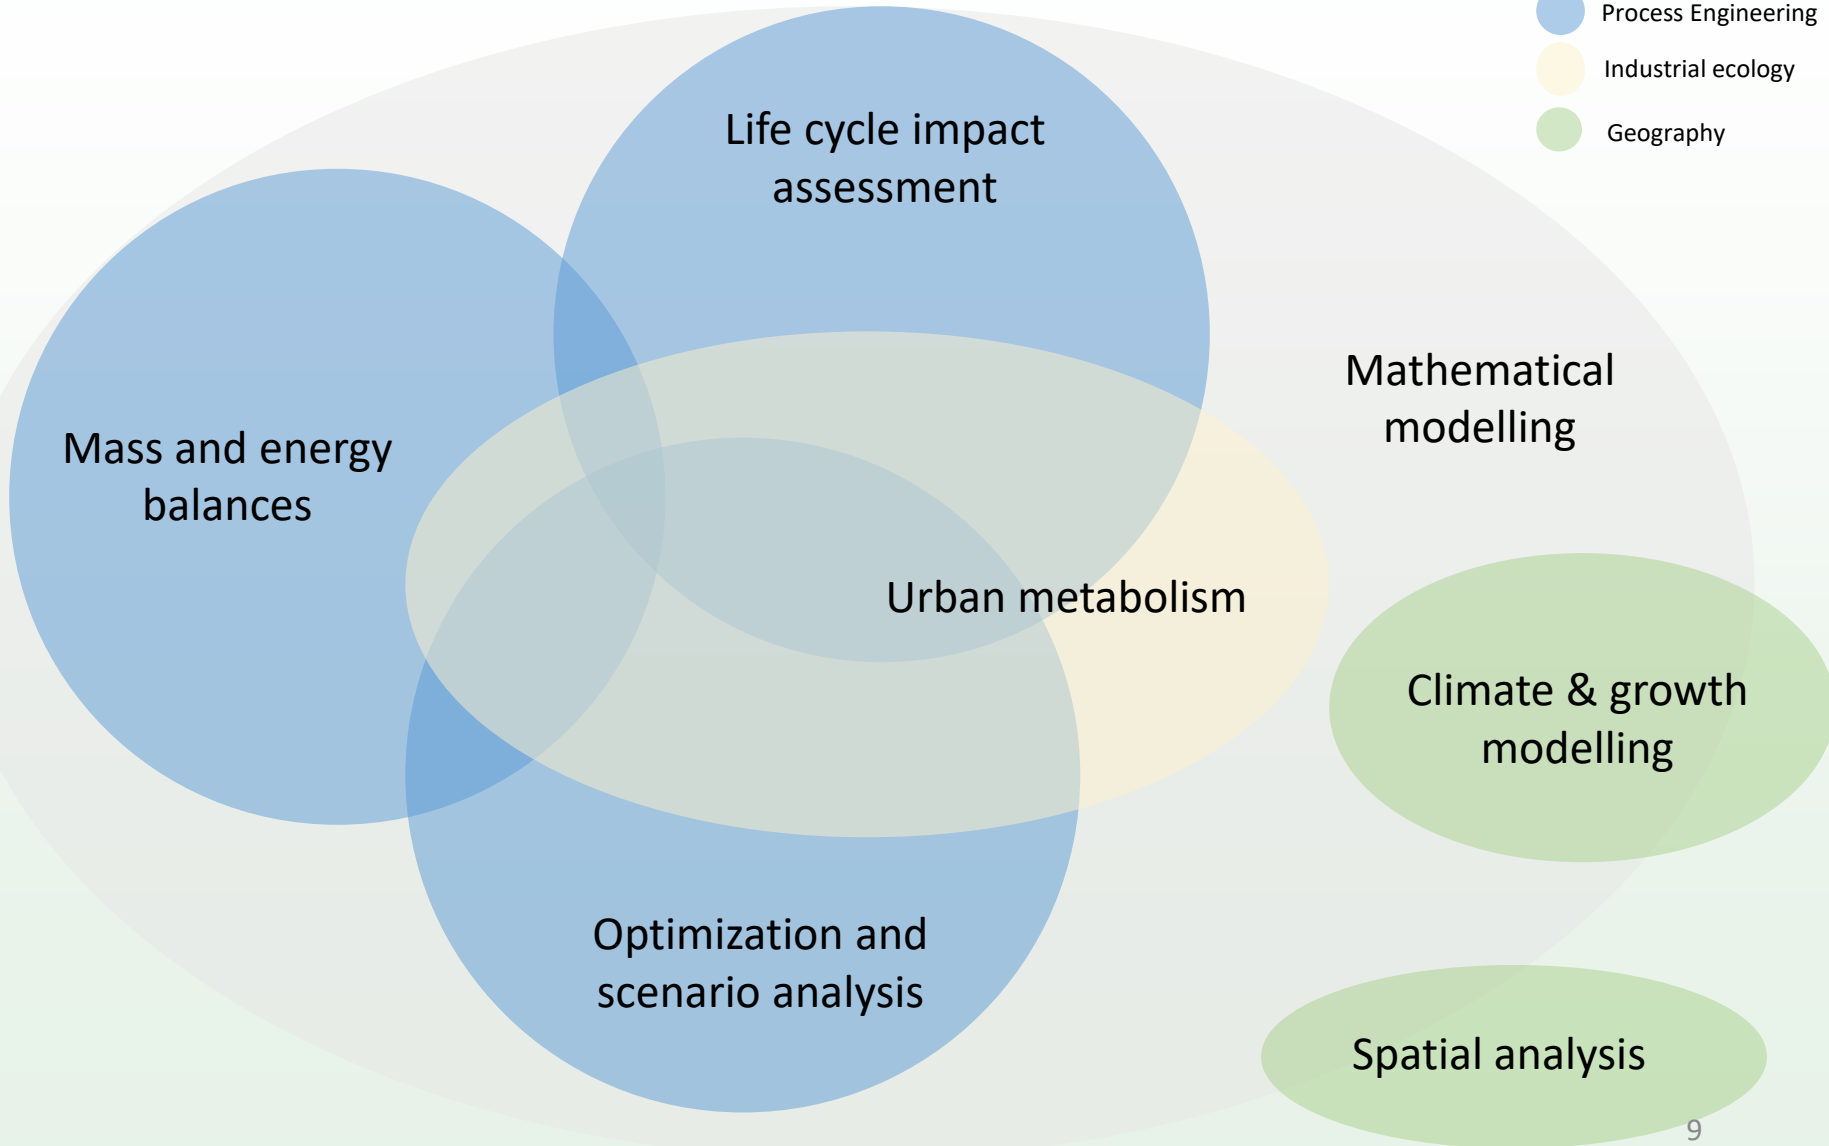 Process Engineering
Industrial ecology
Geography
Life cycle impact
assessment
Mass and energy
balances
Mathematical
modelling
Urban metabolism
Climate & growth
modelling
Optimization and
scenario analysis
Spatial analysis
9